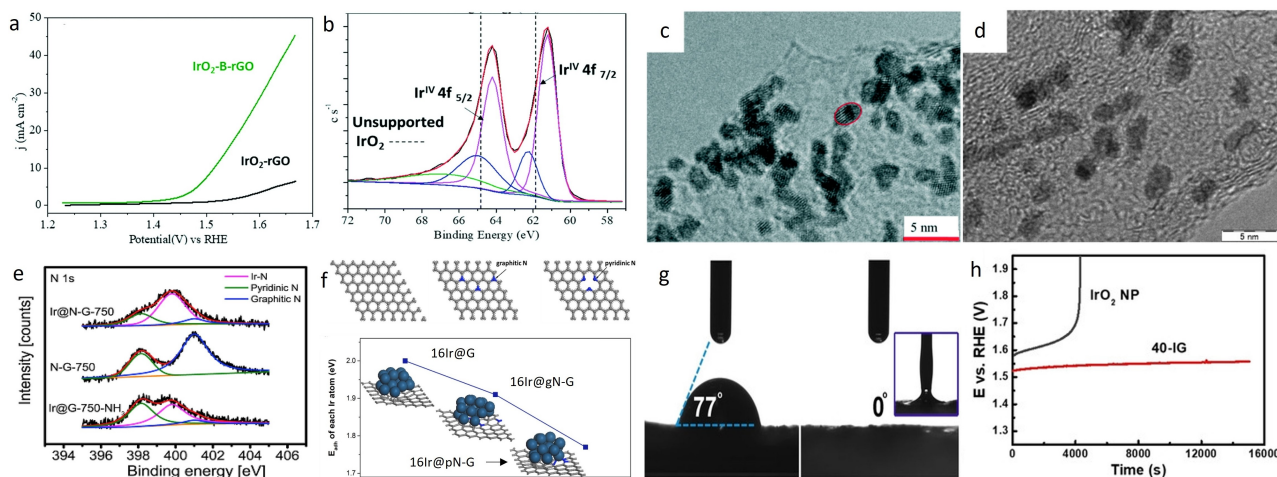 a
50
40
30
20
10
0
j (mA cm-2)
IrO2-B-rGO
IrO2-rGO
1.2 1.3 1.4 1.5 1.6 1.7
Potential(V) vs RHE
b
c s-1
IrIV 4f 5/2
IrIV 4f 7/2
Unsupported
IrO2
72 70 68 66 64 62 60 58
Binding Energy (eV)
c
5 nm
d
5 nm
e
N 1s
Ir-N
Pyridinic N
Graphitic N
Ir@N-G-750
N-G-750
Ir@G-750-NH3
Intensity [counts]
394 396 398 400 402 404 406
Binding energy [eV]
f
graphitic N
pyridinic N
2.0
1.9
1.8
1.7
of each Ir atom (eV)
16Ir@G
16Ir@gN-G
16Ir@pN-G
g
77°
0°
h
1.9
1.8
1.7
1.6
1.5
1.4
1.3
E vs. RHE (V)
IrO2 NP
40-IG
0 4000 8000 12000 16000
Time (s)